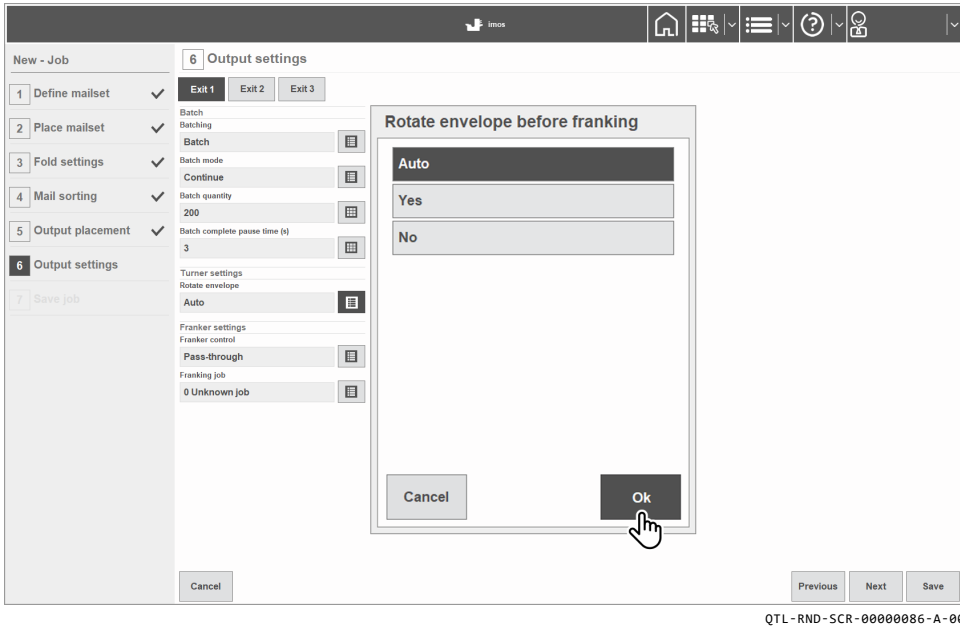 imos
New - Job
1 Define mailset
2 Place mailset
3 Fold settings
4 Mail sorting
5 Output placement
6 Output settings
7 Save job
6 Output settings
Exit 1 Exit 2 Exit 3
Batch
Batching
Batch
Batch mode
Continue
Batch quantity
200
Batch complete pause time (s)
3
Turner settings
Rotate envelope
Auto
Franker settings
Franker control
Pass-through
Franking job
0 Unknown job
Rotate envelope before franking
Auto
Yes
No
Cancel Ok
Cancel Previous Next Save
QTL-RND-SCR-00000086-A-00